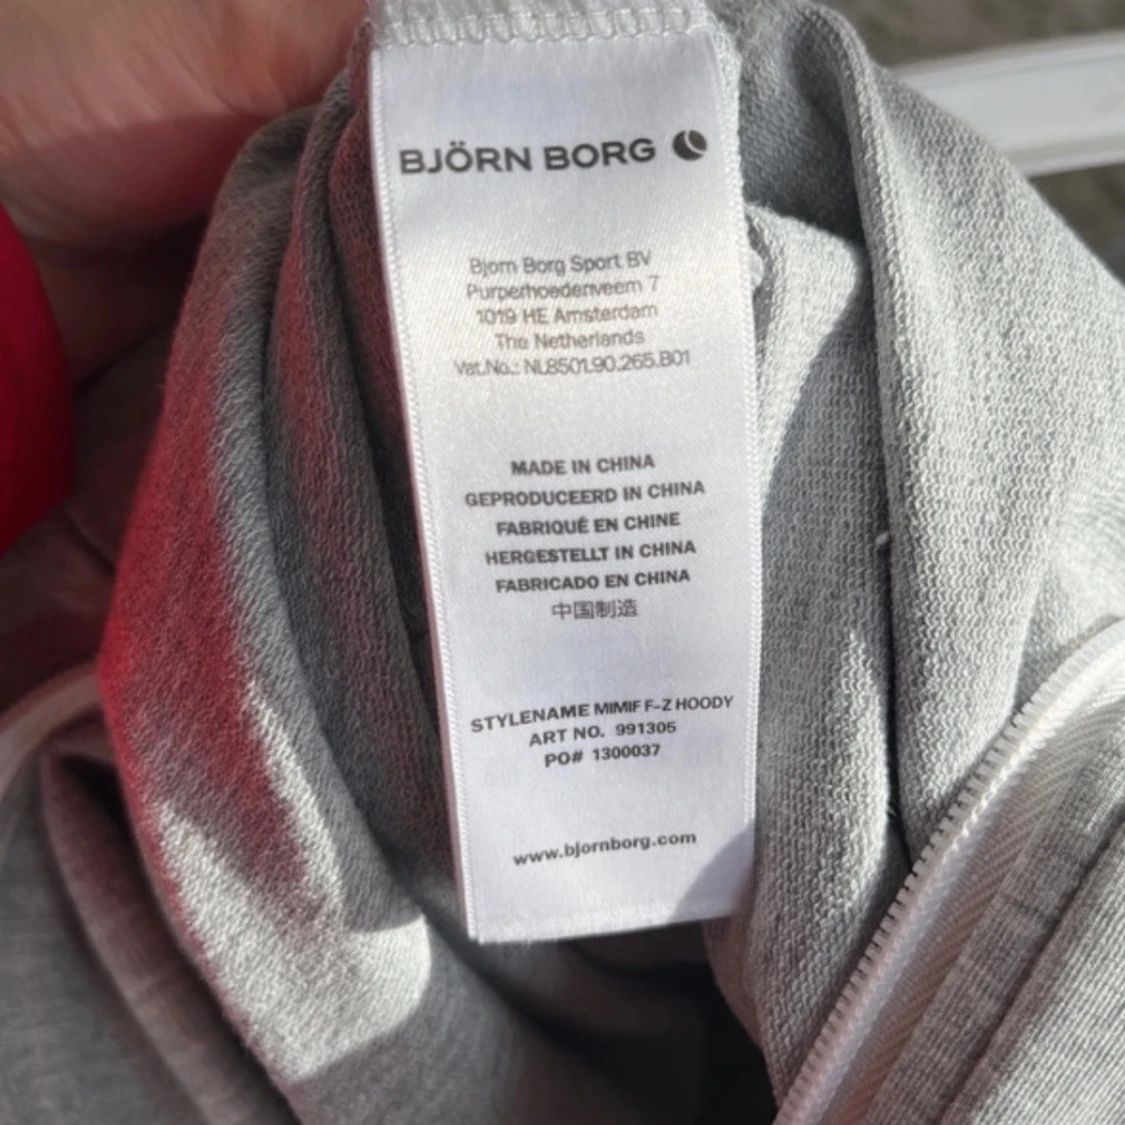 BJÖRN BORG
Bjorn Borg Sport BV
Purperhoedenveem 7
1019 HE Amsterdam
The Netherlands
Vat.No.: NL8501.90.265.B01
MADE IN CHINA
GEPRODUCEERD IN CHINA
FABRIQUÉ EN CHINE
HERGESTELLT IN CHINA
FABRICADO EN CHINA
中国制造
STYLENAME MIMIF F-Z HOODY
ART NO. 991305
PO# 1300037
www.bjornborg.com